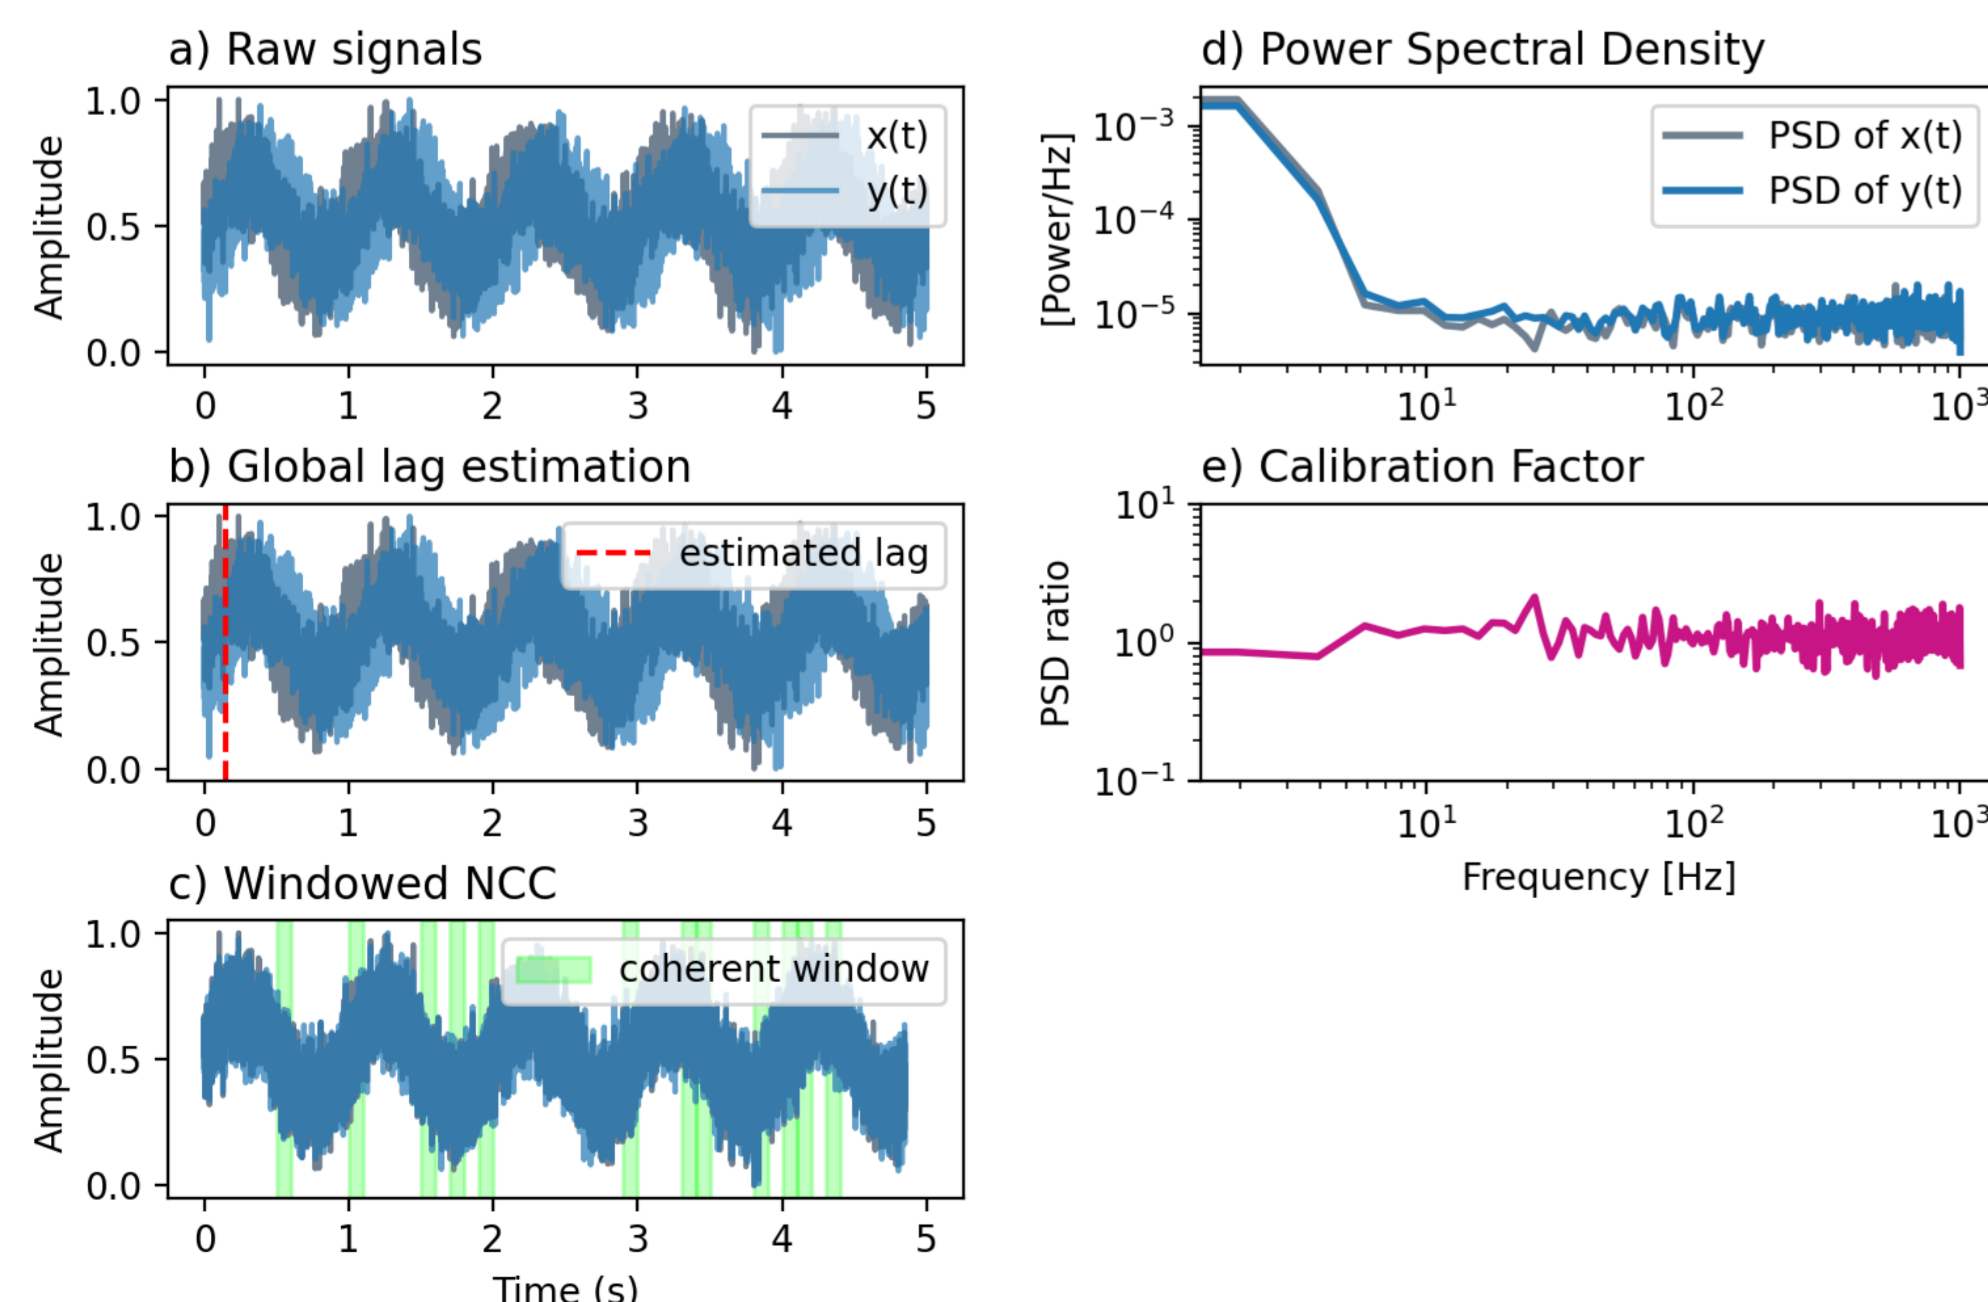 a) Raw signals
Amplitude
1.0
0.5
0.0
x(t)
y(t)
0 1 2 3 4 5
b) Global lag estimation
Amplitude
1.0
0.5
0.0
estimated lag
0 1 2 3 4 5
c) Windowed NCC
Amplitude
1.0
0.5
0.0
coherent window
0 1 2 3 4 5
Time (s)
d) Power Spectral Density
[Power/Hz]
10⁻³
10⁻⁴
10⁻⁵
PSD of x(t)
PSD of y(t)
10¹ 10² 10³
e) Calibration Factor
PSD ratio
10¹
10⁰
10⁻¹
10¹ 10² 10³
Frequency [Hz]